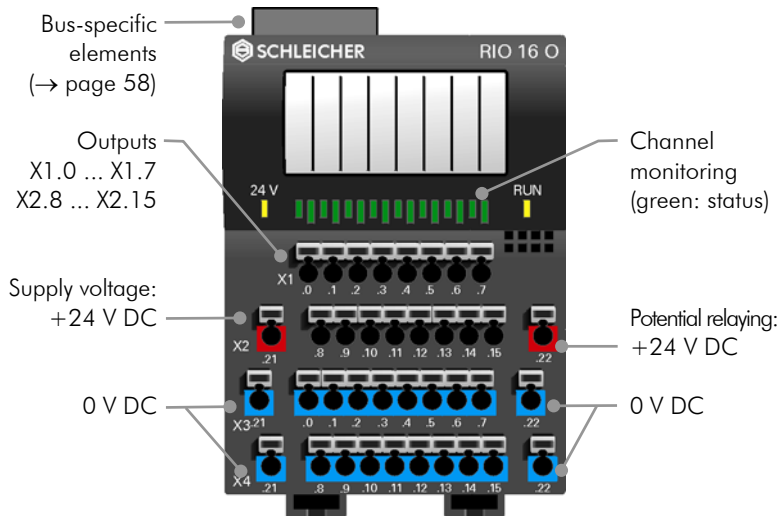 Bus-specific
elements
(→ page 58)
SCHLEICHER RIO 16 O
Outputs
X1.0 ... X1.7
X2.8 ... X2.15
Channel
monitoring
(green: status)
24 V RUN
X1 .0 .1 .2 .3 .4 .5 .6 .7
Supply voltage:
+24 V DC
Potential relaying:
+24 V DC
X2 .21 .8 .9 .10 .11 .12 .13 .14 .15 .22
0 V DC
0 V DC
X3 .21 .0 .1 .2 .3 .4 .5 .6 .7 .22
X4 .21 .8 .9 .10 .11 .12 .13 .14 .15 .22